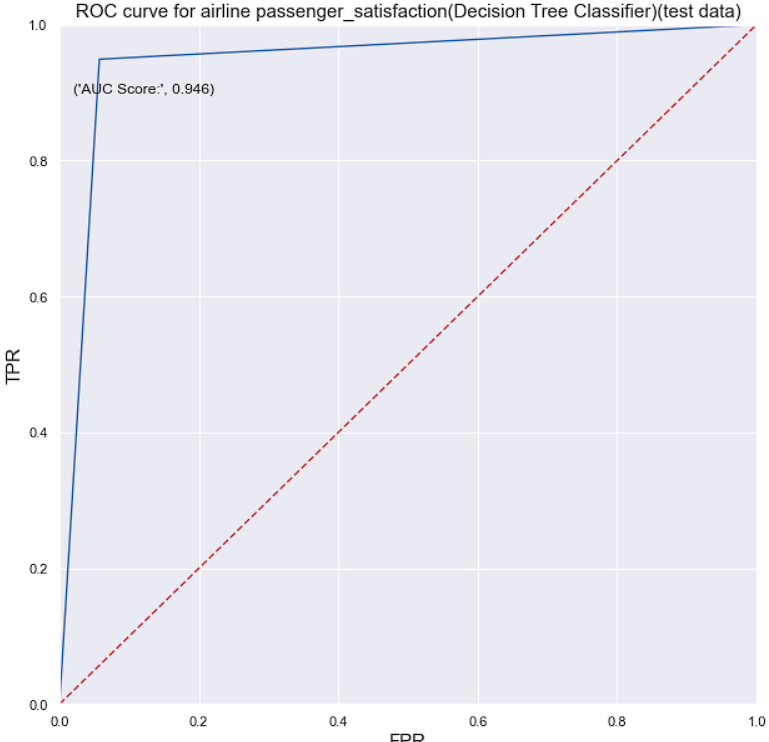 ROC curve for airline passenger_satisfaction(Decision Tree Classifier)(test data)
1.0
('AUC Score:', 0.946)
0.8
0.6
TPR
0.4
0.2
0.0
0.0 0.2 0.4 0.6 0.8 1.0
FPR